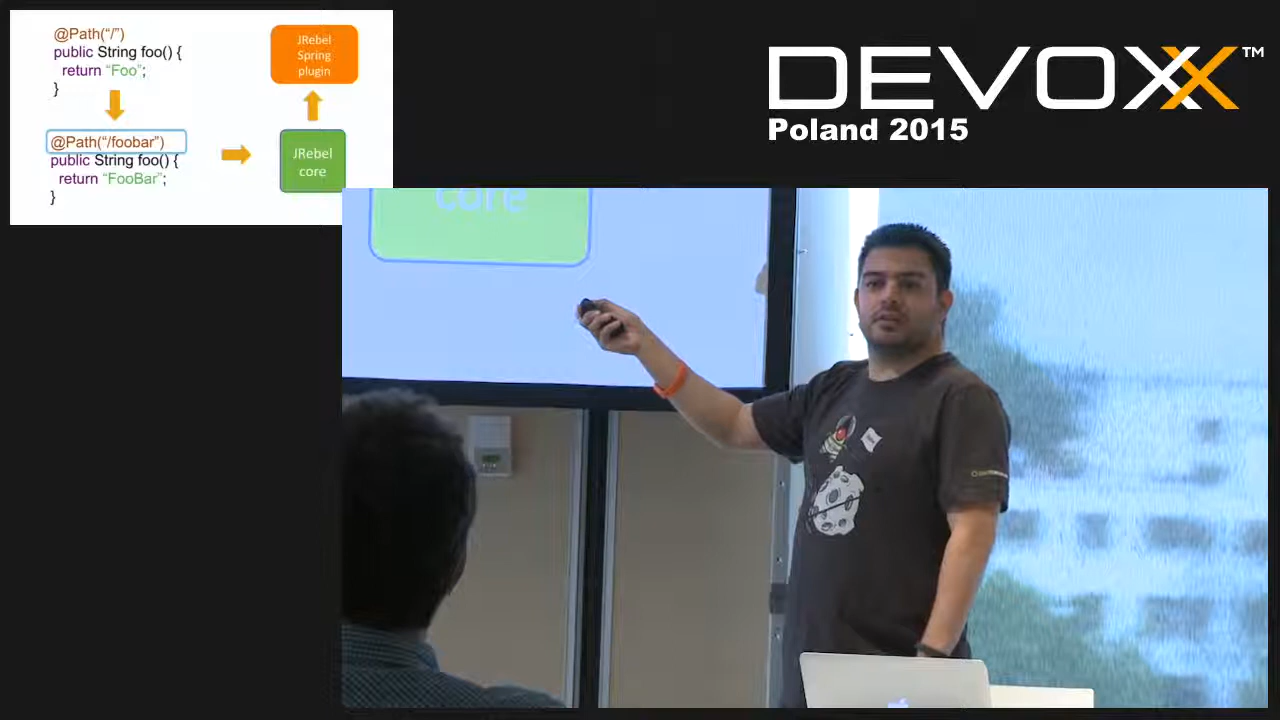 @Path("/")
public String foo() {
return "Foo";
}
@Path("/foobar")
public String foo() {
return "FooBar";
}
JRebel
Spring
plugin
JRebel
core
DEVOXX™
Poland 2015
core